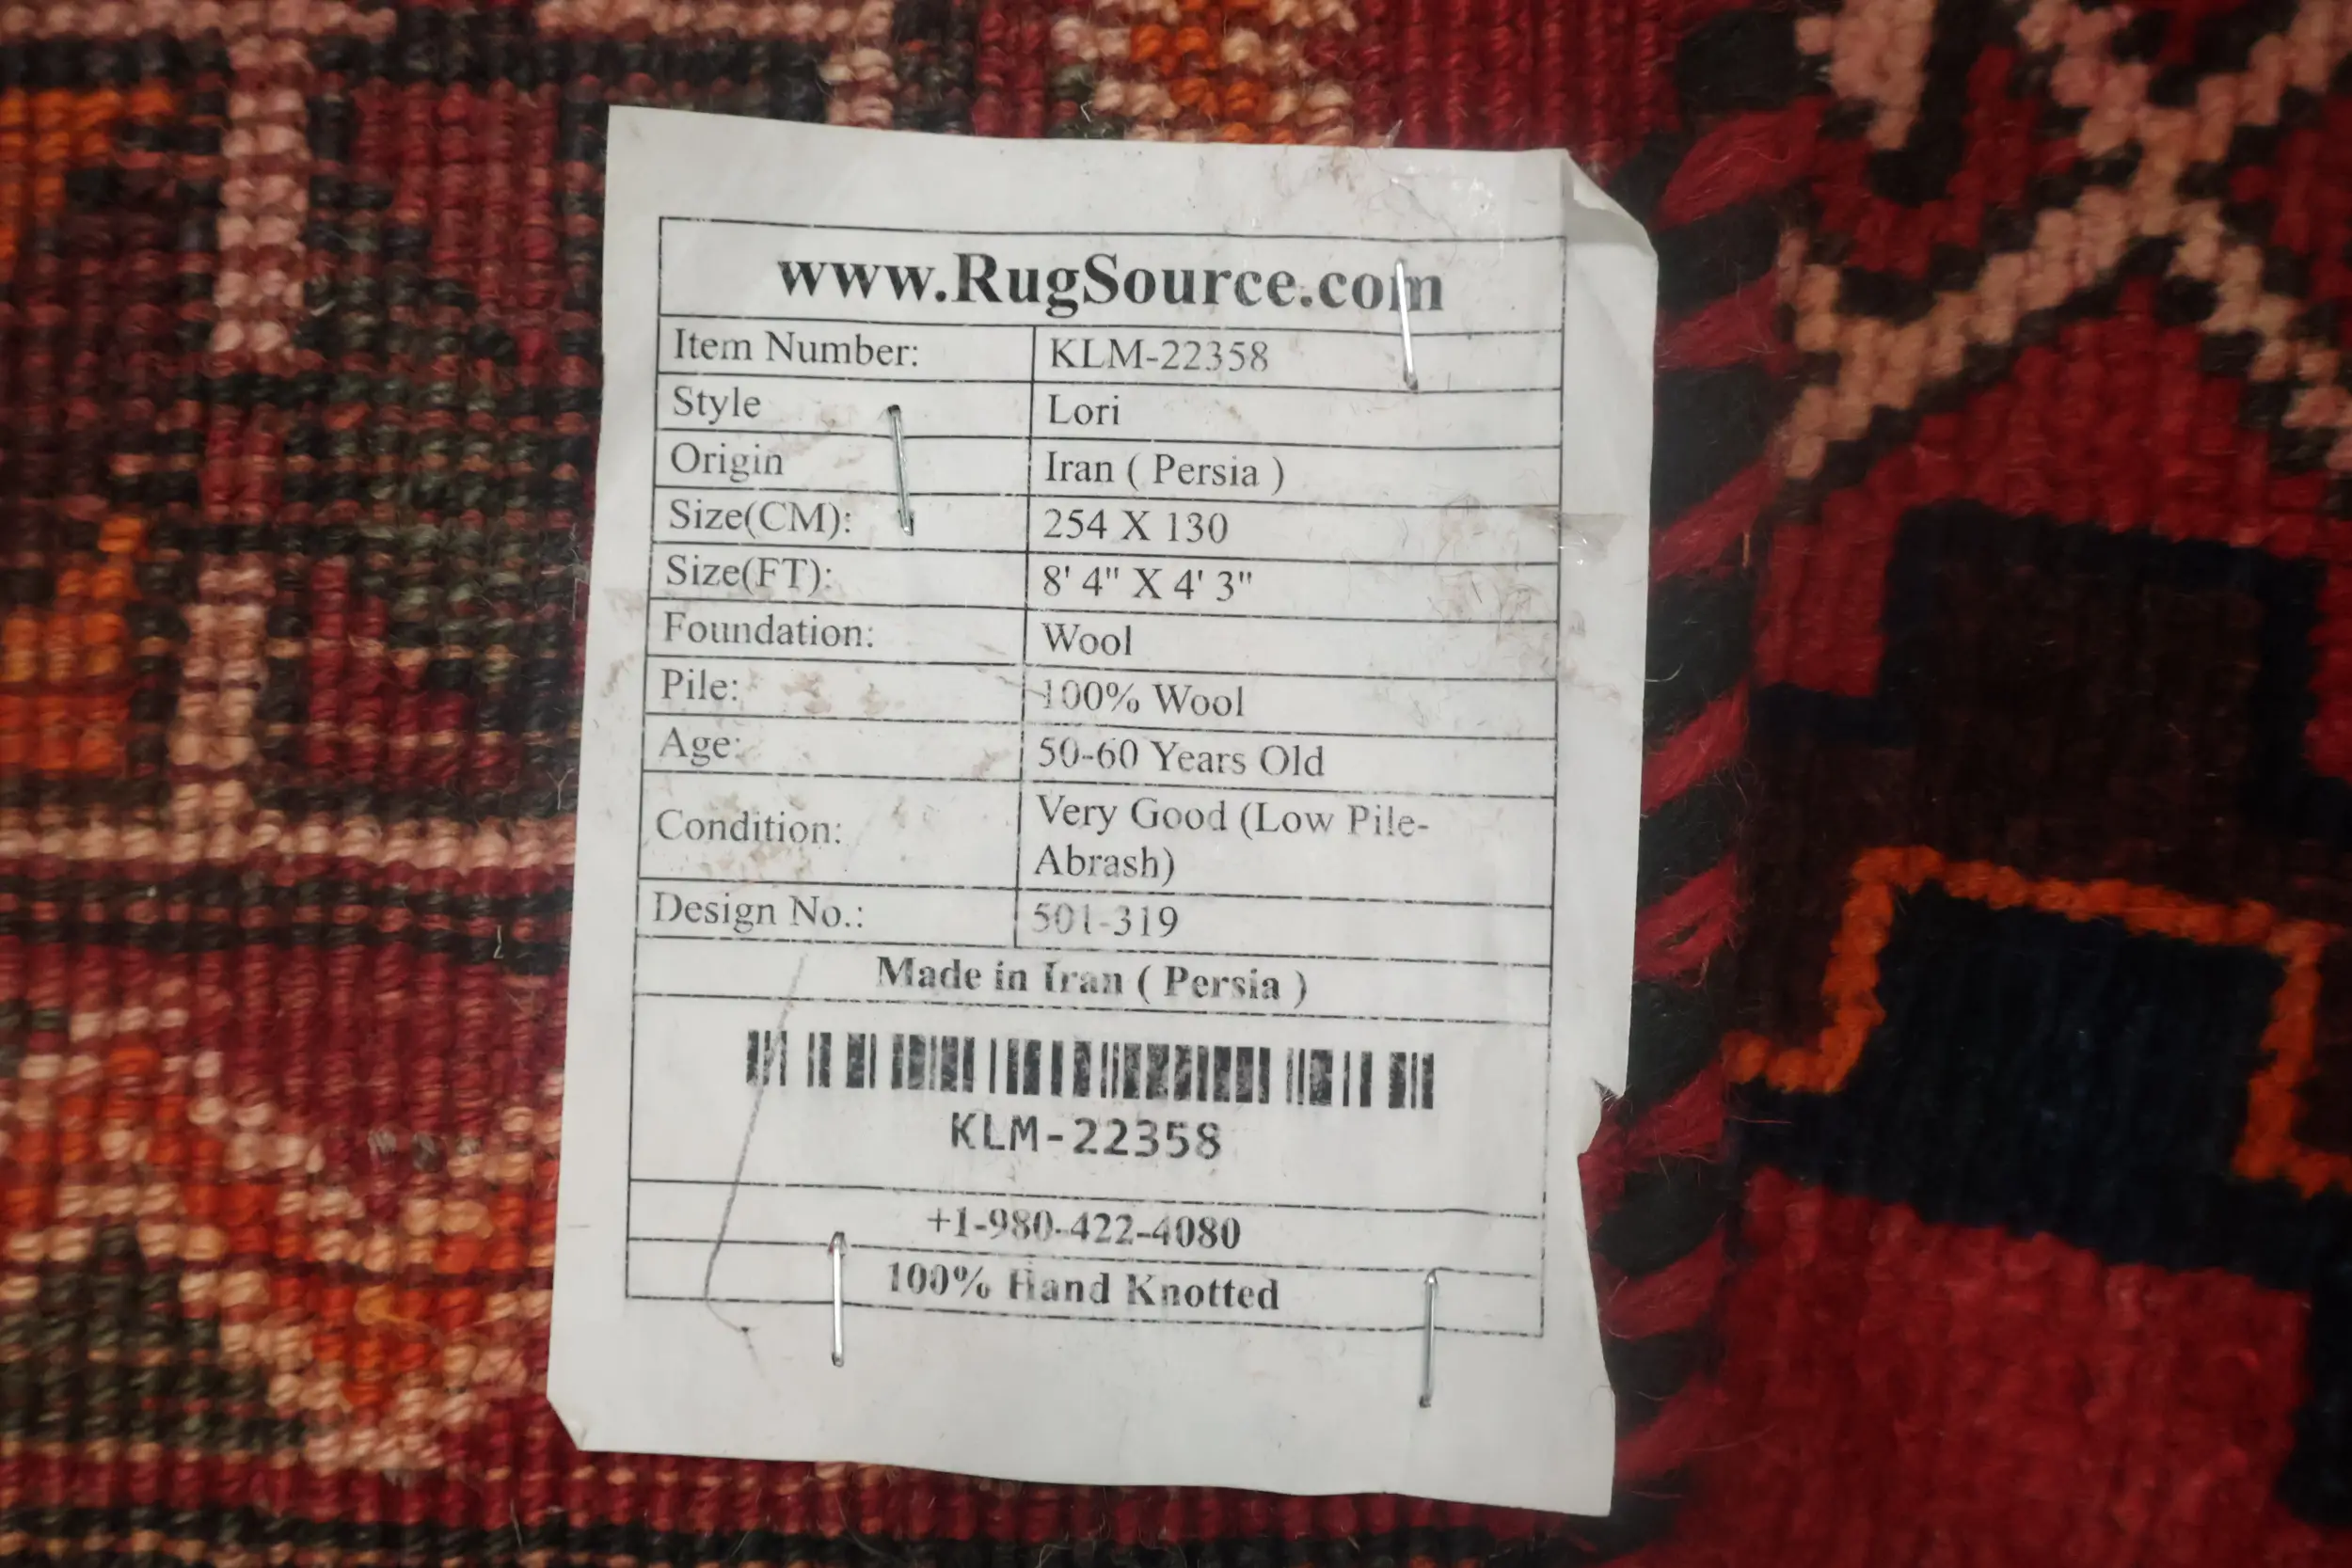 www.RugSource.com
Item Number: KLM-22358
Style Lori
Origin Iran ( Persia )
Size(CM): 254 X 130
Size(FT): 8' 4" X 4' 3"
Foundation: Wool
Pile: 100% Wool
Age: 50-60 Years Old
Condition: Very Good (Low Pile-
Abrash)
Design No.: 501-319
Made in Iran ( Persia )
KLM-22358
+1-980-422-4080
100% Hand Knotted